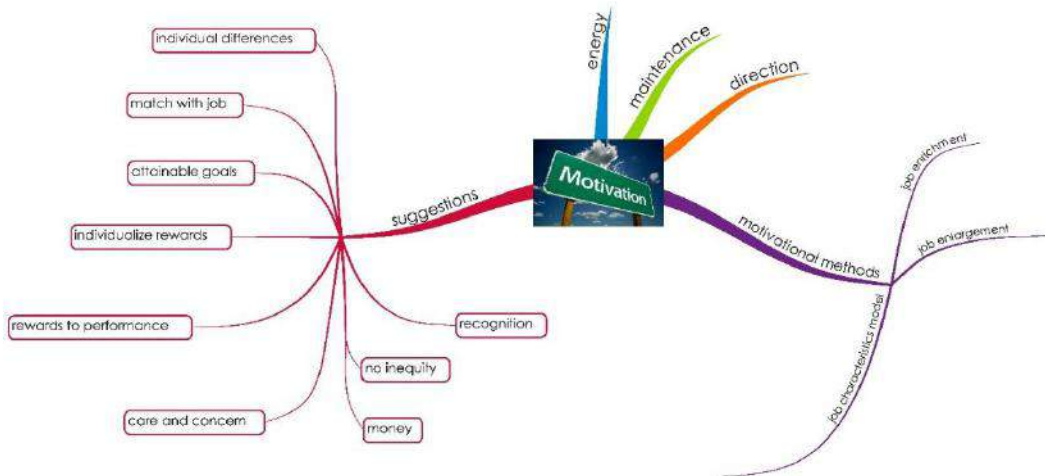 individual differences
match with job
attainable goals
individualize rewards
rewards to performance
care and concern
recognition
no inequity
money
suggestions
Motivation
energy
maintenance
direction
motivational methods
job enrichment
job enlargement
job characteristics model